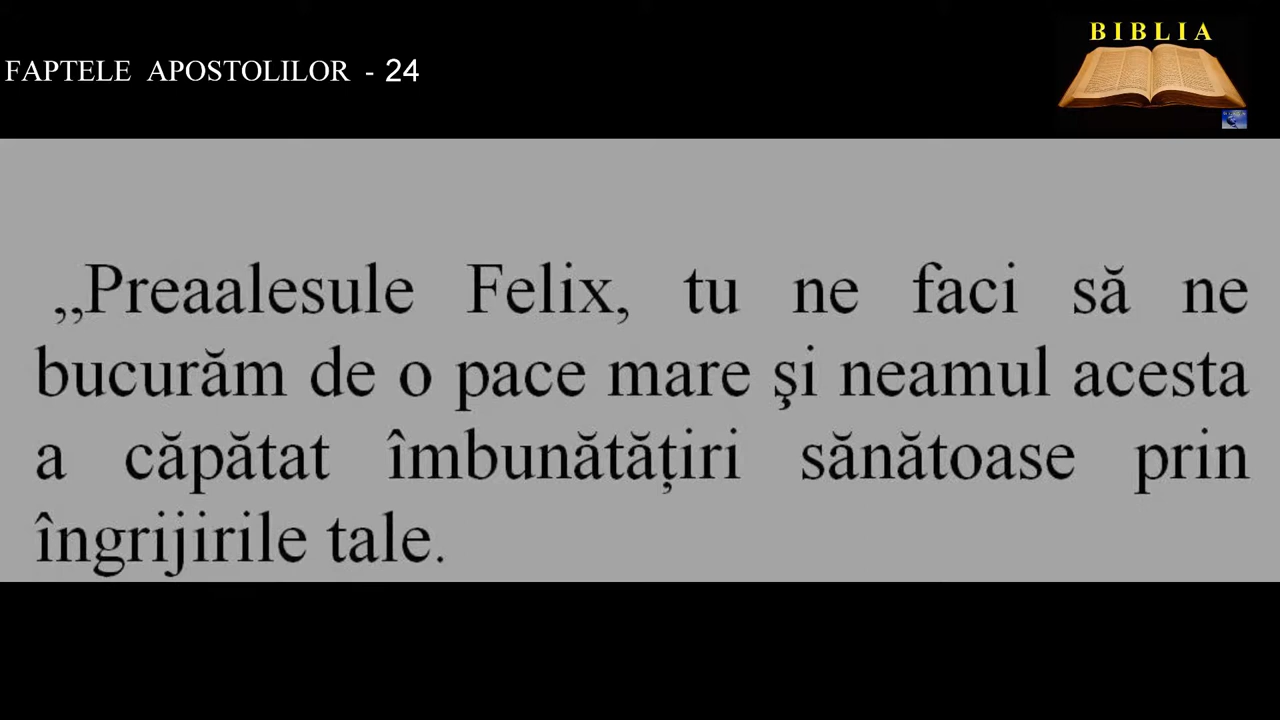 BIBLIA
FAPTELE APOSTOLILOR - 24
,,Preaalesule Felix, tu ne faci să ne
bucurăm de o pace mare şi neamul acesta
a căpătat îmbunătățiri sănătoase prin
îngrijirile tale.